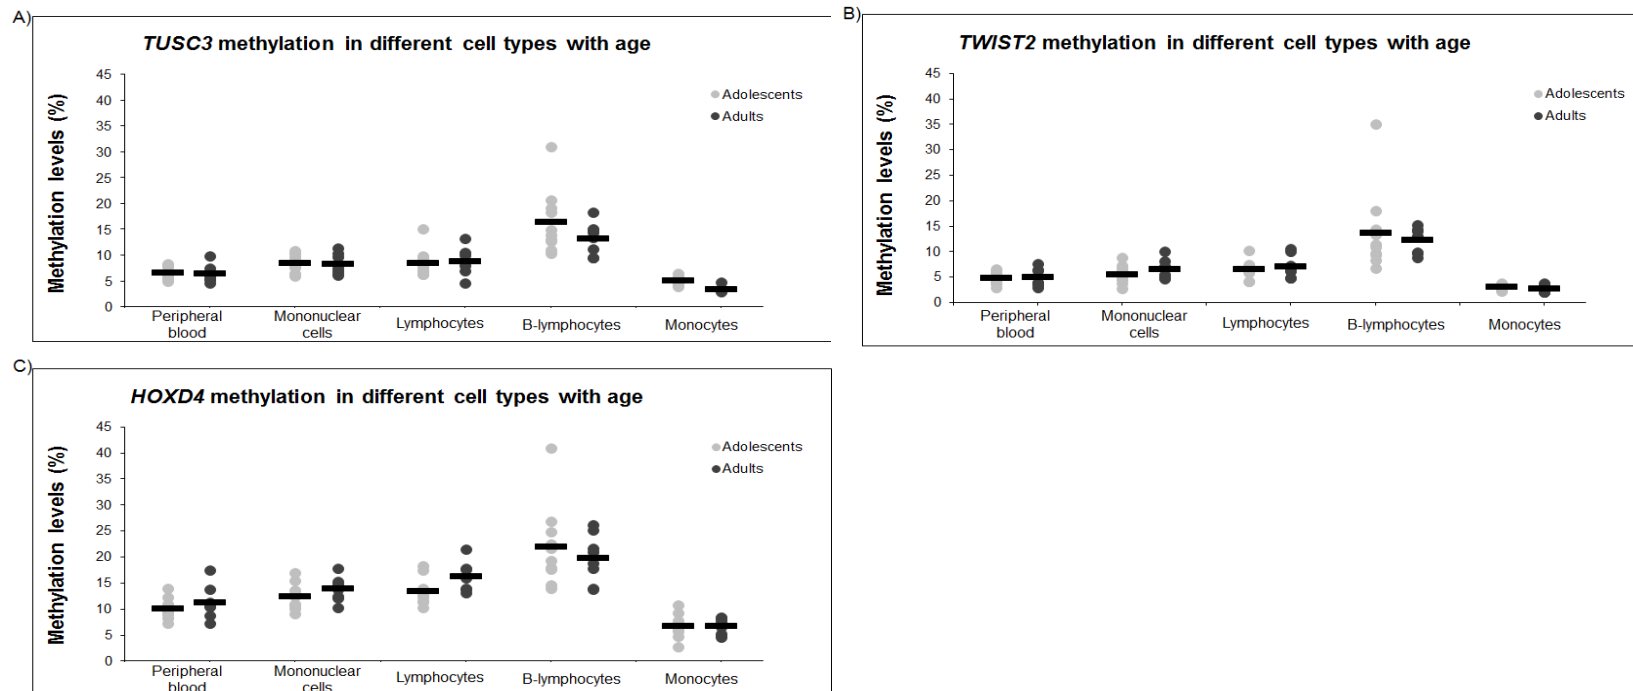 A)
TUSC3 methylation in different cell types with age
Methylation levels (%)
45
40
35
30
25
20
15
10
5
0
Adolescents
Adults
Peripheral
blood
Mononuclear
cells
Lymphocytes
B-lymphocytes
Monocytes
B)
TWIST2 methylation in different cell types with age
Methylation levels (%)
45
40
35
30
25
20
15
10
5
0
Adolescents
Adults
Peripheral
blood
Mononuclear
cells
Lymphocytes
B-lymphocytes
Monocytes
C)
HOXD4 methylation in different cell types with age
Methylation levels (%)
45
40
35
30
25
20
15
10
5
0
Adolescents
Adults
Peripheral
blood
Mononuclear
cells
Lymphocytes
B-lymphocytes
Monocytes